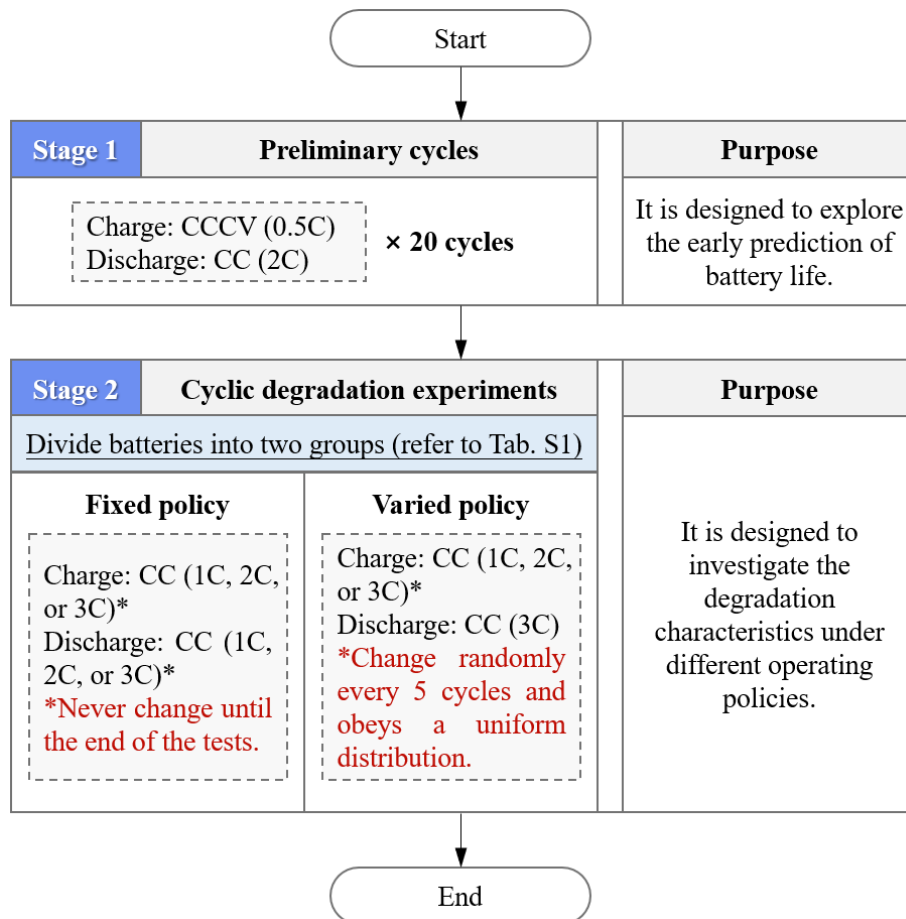 Start
Stage 1
Preliminary cycles
Purpose
Charge: CCCV (0.5C)
Discharge: CC (2C)
× 20 cycles
It is designed to explore
the early prediction of
battery life.
Stage 2
Cyclic degradation experiments
Purpose
Divide batteries into two groups (refer to Tab. S1)
Fixed policy
Charge: CC (1C, 2C,
or 3C)*
Discharge: CC (1C,
2C, or 3C)*
*Never change until
the end of the tests.
Varied policy
Charge: CC (1C, 2C,
or 3C)*
Discharge: CC (3C)
*Change randomly
every 5 cycles and
obeys a uniform
distribution.
It is designed to
investigate the
degradation
characteristics under
different operating
policies.
End